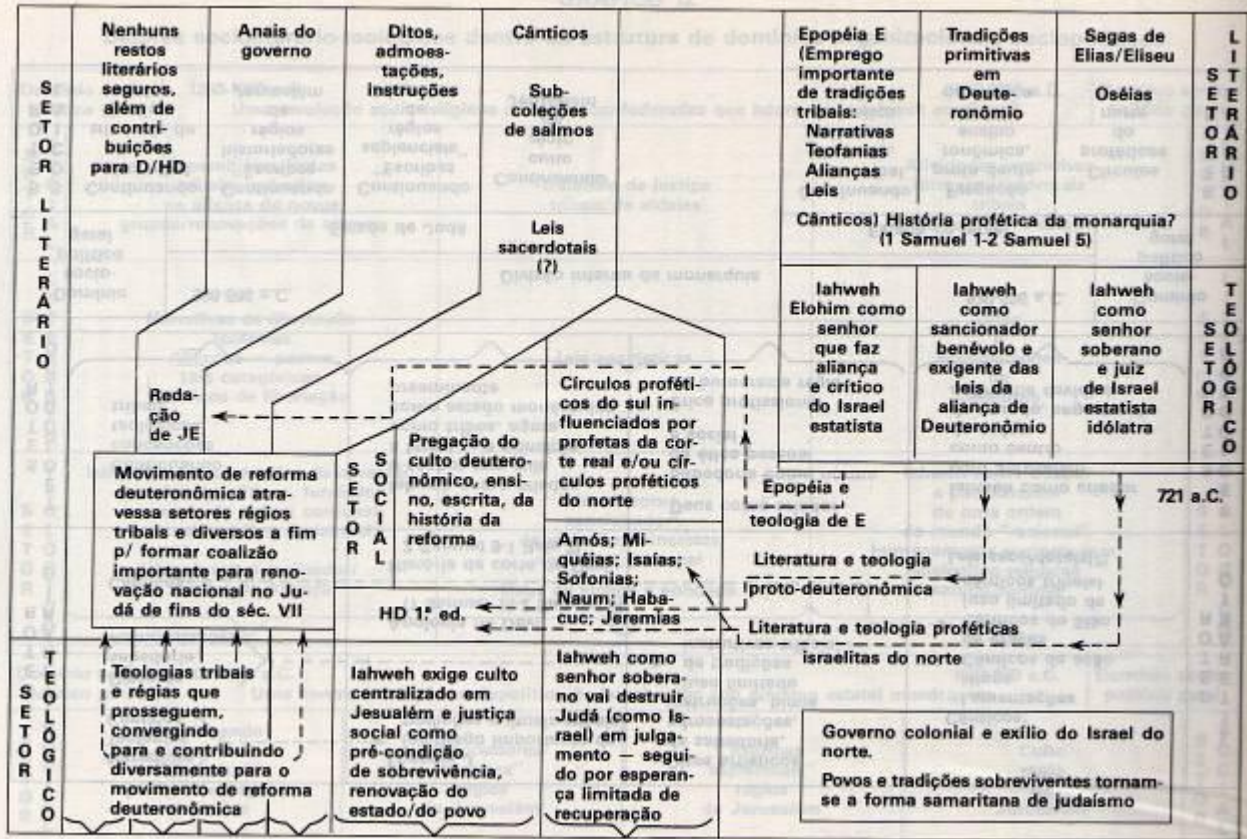 SETOR LITERÁRIO
Nenhuns
restos
literários
seguros,
além de
contri-
buições
para D/HD
Anais do
governo
Ditos,
admoes-
tações,
instruções
Cânticos
Sub-
coleções
de salmos
Leis
sacerdotais
(?)
Epopéia E
(Emprego
importante
de tradições
tribais:
Narrativas
Teofanias
Alianças
Leis
Cânticos) História profética da monarquia?
(1 Samuel 1-2 Samuel 5)
Tradições
primitivas
em
Deute-
ronômio
Sagas de
Elias/Eliseu
Oséias
SETOR LITERÁRIO
Iahweh
Elohim como
senhor
que faz
aliança
e crítico
do Israel
estatista
Iahweh
como
sancionador
benévolo e
exigente das
leis da
aliança de
Deuteronômio
Iahweh
como
senhor
soberano
e juiz
de Israel
estatista
idólatra
SETOR TEOLÓGICO
Reda-
ção
de JE
Movimento de reforma
deuteronômica atra-
vessa setores régios
tribais e diversos a fim
p/ formar coalizão
importante para reno-
vação nacional no Ju-
dá de fins do séc. VII
SETOR SOCIAL
Pregação do
culto deutero-
nômico, ensi-
no, escrita, da
história da
reforma
HD 1ª ed.
Círculos proféti-
cos do sul in-
fluenciados por
profetas da cor-
te real e/ou cír-
culos proféticos
do norte
Amós; Mi-
quéias; Isaías;
Sofonias;
Naum; Haba-
cuc; Jeremias
Epopéia e
teologia de E
721 a.C.
Literatura e teologia
proto-deuteronômica
Literatura e teologia proféticas
israelitas do norte
SETOR TEOLÓGICO
Teologias tribais
e régias que
prosseguem,
convergindo
para e contribuindo
diversamente para o
movimento de reforma
deuteronômica
Iahweh exige culto
centralizado em
Jesualém e justiça
social como
pré-condição
de sobrevivência,
renovação do
estado/do povo
Iahweh como
senhor sobera-
no val destruir
Judá (como Is-
rael) em julga-
mento segui-
do por esperan-
ça limitada de
recuperação
Governo colonial e exílio do Israel do
norte.
Povos e tradições sobreviventes tornam-
se a forma samaritana de judaísmo